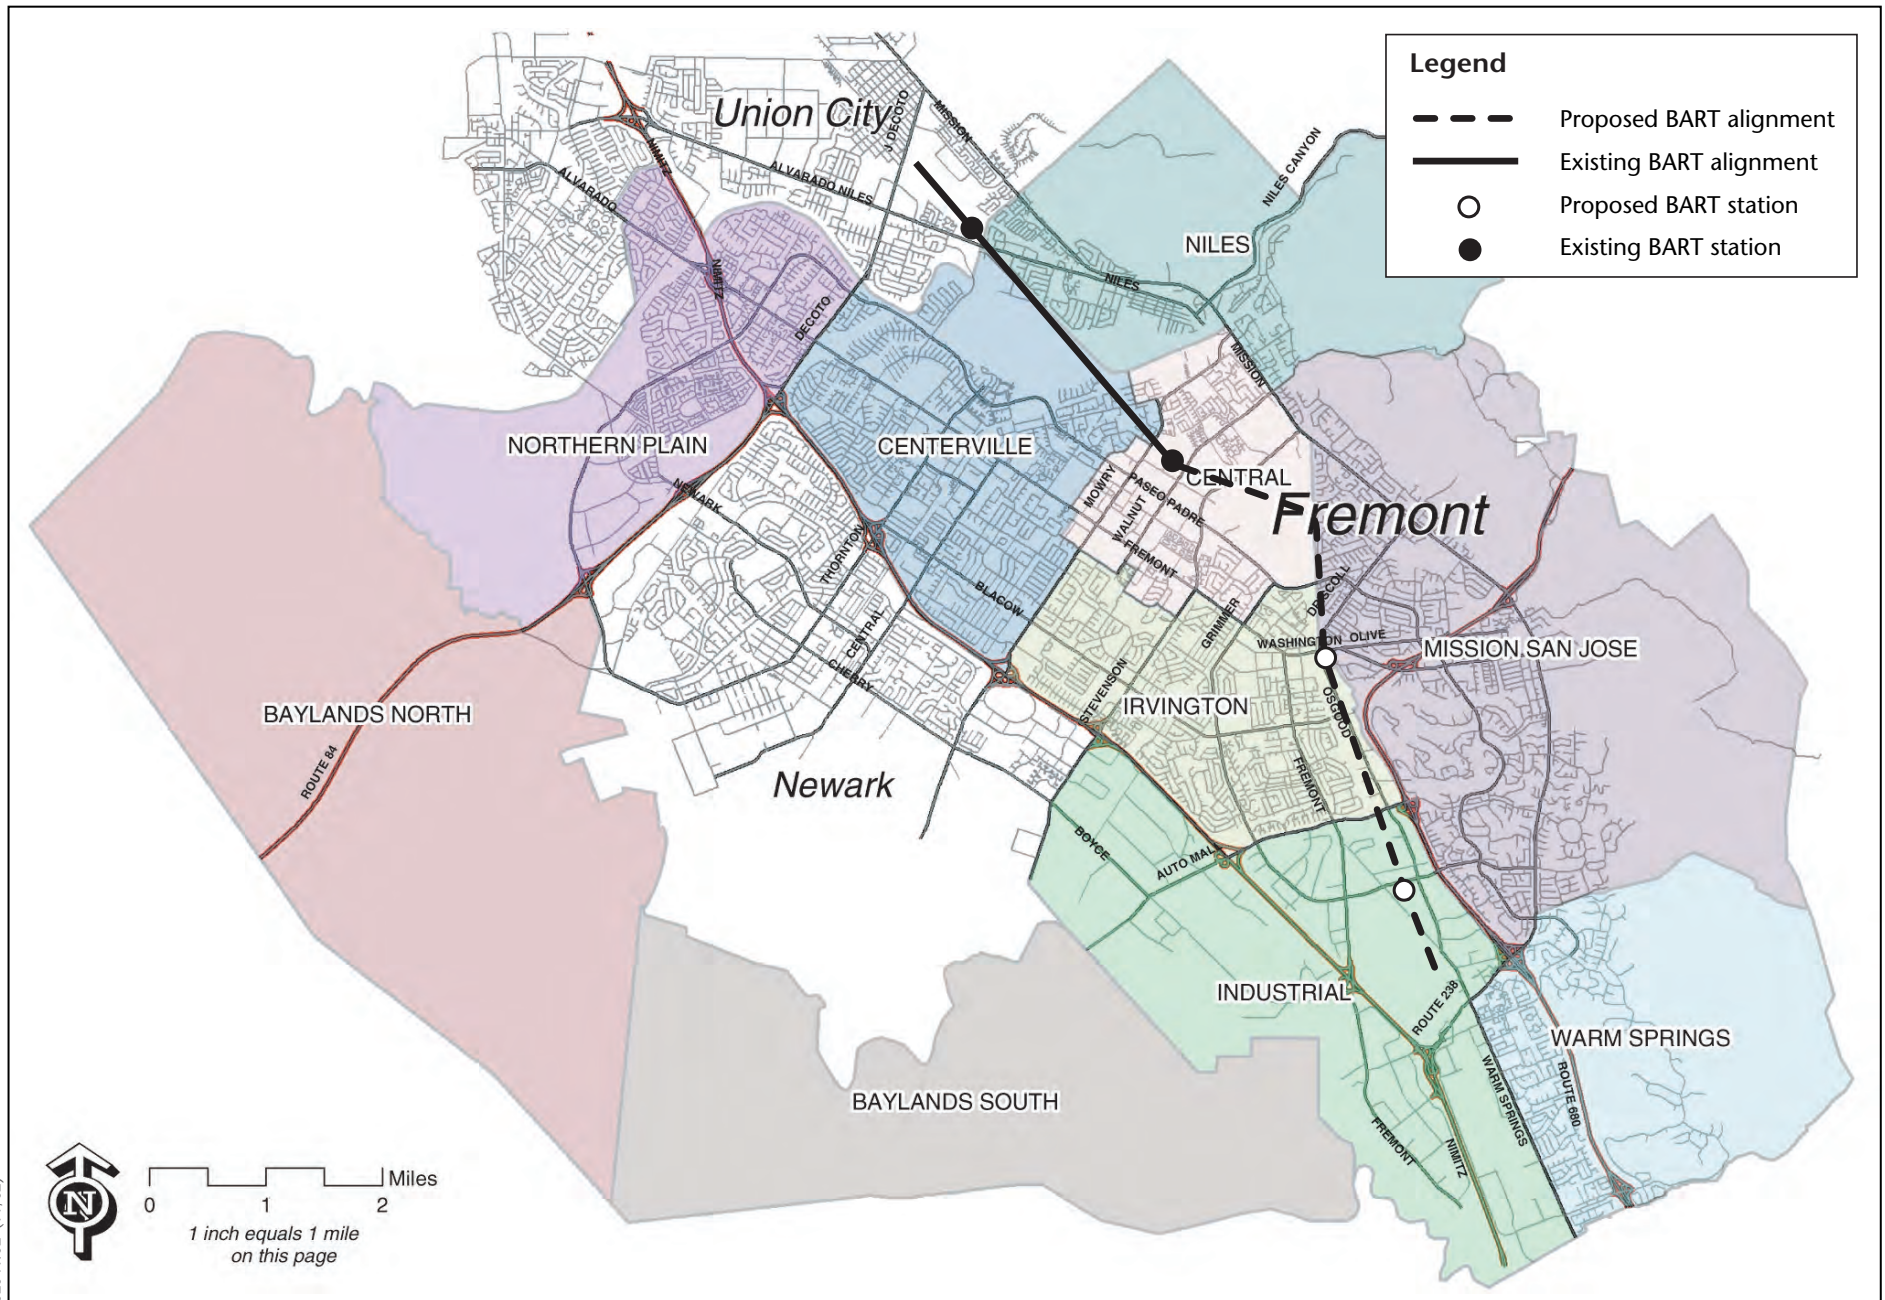 Legend
Proposed BART alignment
Existing BART alignment
Proposed BART station
Existing BART station
Union City
J DECOTO
MISSION
NIMITZ
ALVARADO
ALVARADO NILES
NILES CANYON
NILES
NILES
NIMITZ
DECOTO
MISSION
NORTHERN PLAIN
CENTERVILLE
CENTRAL
MOWRY
PASEO PADRE
WALNUT
FREMONT
Fremont
NEWARK
THORNTON
BLACOW
CENTRAL
CHERRY
DRISCOLL
GRIMMER
WASHINGTON
OLIVE
MISSION SAN JOSE
STEVENSON
IRVINGTON
OSGOOD
BAYLANDS NORTH
ROUTE 84
Newark
FREMONT
BOYCE
AUTO MALL
INDUSTRIAL
ROUTE 238
WARM SPRINGS
WARM SPRINGS
ROUTE 680
BAYLANDS SOUTH
FREMONT
NIMITZ
N
Miles
0 1 2
1 inch equals 1 mile
on this page